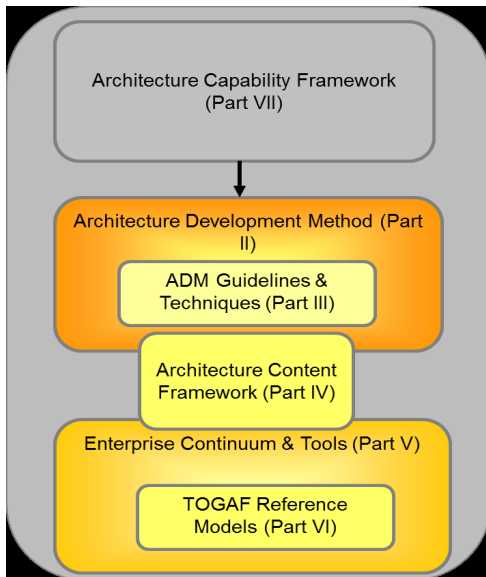 Architecture Capability Framework
(Part VII)
Architecture Development Method (Part
II)
ADM Guidelines &
Techniques (Part III)
Architecture Content
Framework (Part IV)
Enterprise Continuum & Tools (Part V)
TOGAF Reference
Models (Part VI)